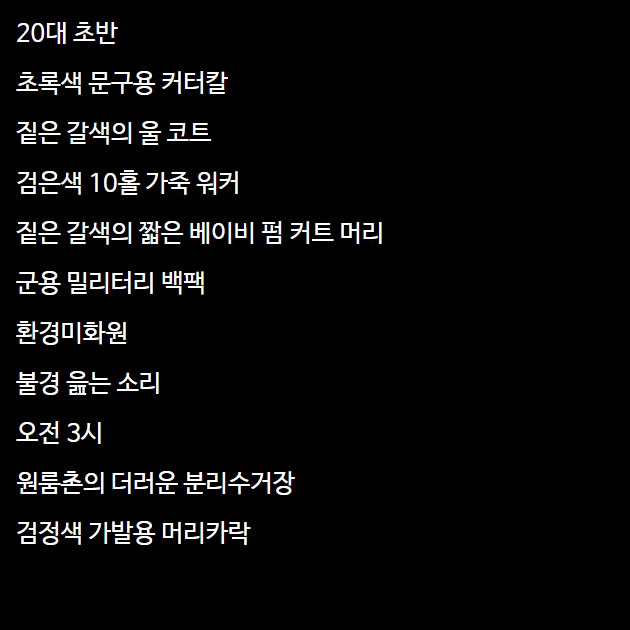 20대 초반
초록색 문구용 커터칼
짙은 갈색의 울 코트
검은색 10홀 가죽 워커
짙은 갈색의 짧은 베이비 펌 커트 머리
군용 밀리터리 백팩
환경미화원
불경 읊는 소리
오전 3시
원룸촌의 더러운 분리수거장
검정색 가발용 머리카락